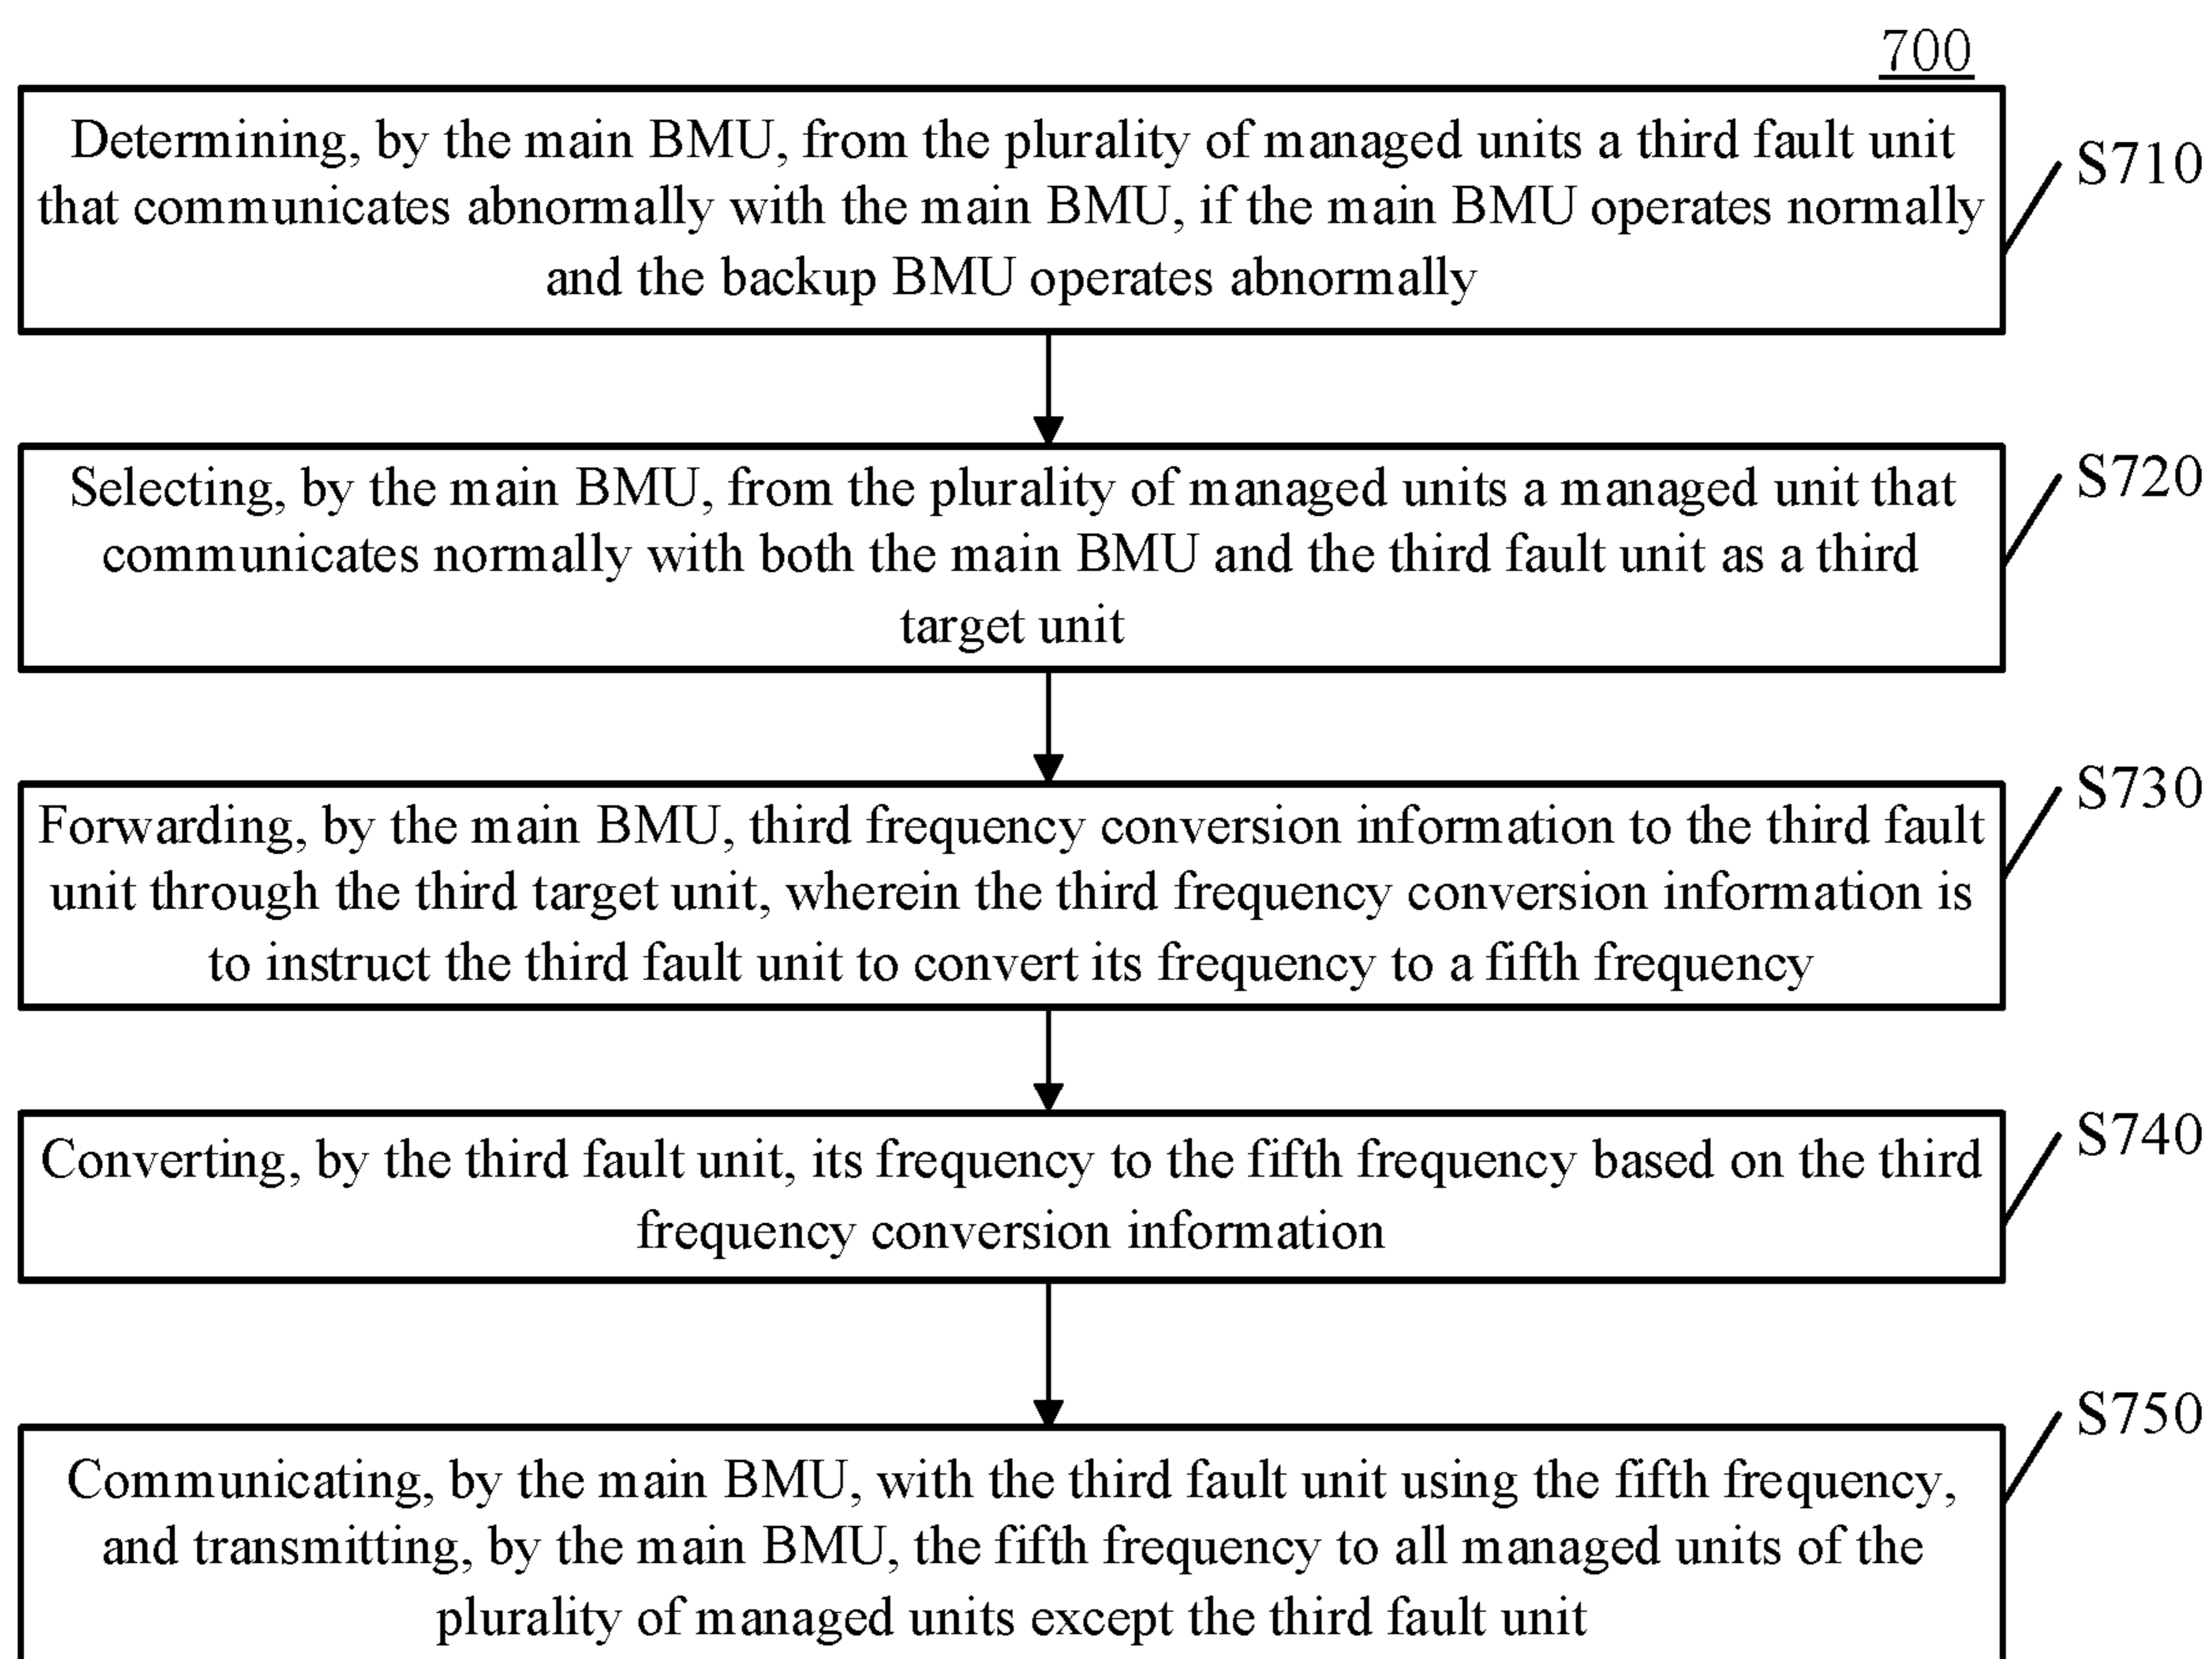 700
Determining, by the main BMU, from the plurality of managed units a third fault unit
that communicates abnormally with the main BMU, if the main BMU operates normally
and the backup BMU operates abnormally
S710
Selecting, by the main BMU, from the plurality of managed units a managed unit that
communicates normally with both the main BMU and the third fault unit as a third
target unit
S720
Forwarding, by the main BMU, third frequency conversion information to the third fault
unit through the third target unit, wherein the third frequency conversion information is
to instruct the third fault unit to convert its frequency to a fifth frequency
S730
Converting, by the third fault unit, its frequency to the fifth frequency based on the third
frequency conversion information
S740
Communicating, by the main BMU, with the third fault unit using the fifth frequency,
and transmitting, by the main BMU, the fifth frequency to all managed units of the
plurality of managed units except the third fault unit
S750